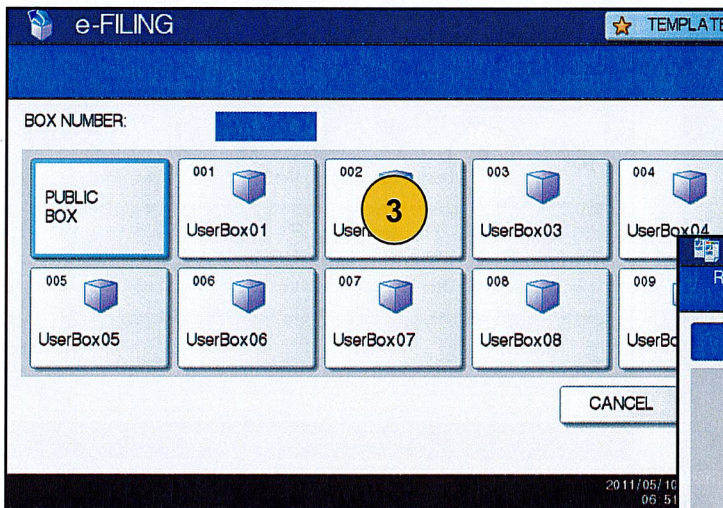 e-FILING
TEMPLATE
BOX NUMBER:
PUBLIC
BOX
001
UserBox01
002
3
003
UserBox03
004
UserBox04
005
UserBox05
006
UserBox06
007
UserBox07
008
UserBox08
009
CANCEL
2011/05/10
06:51